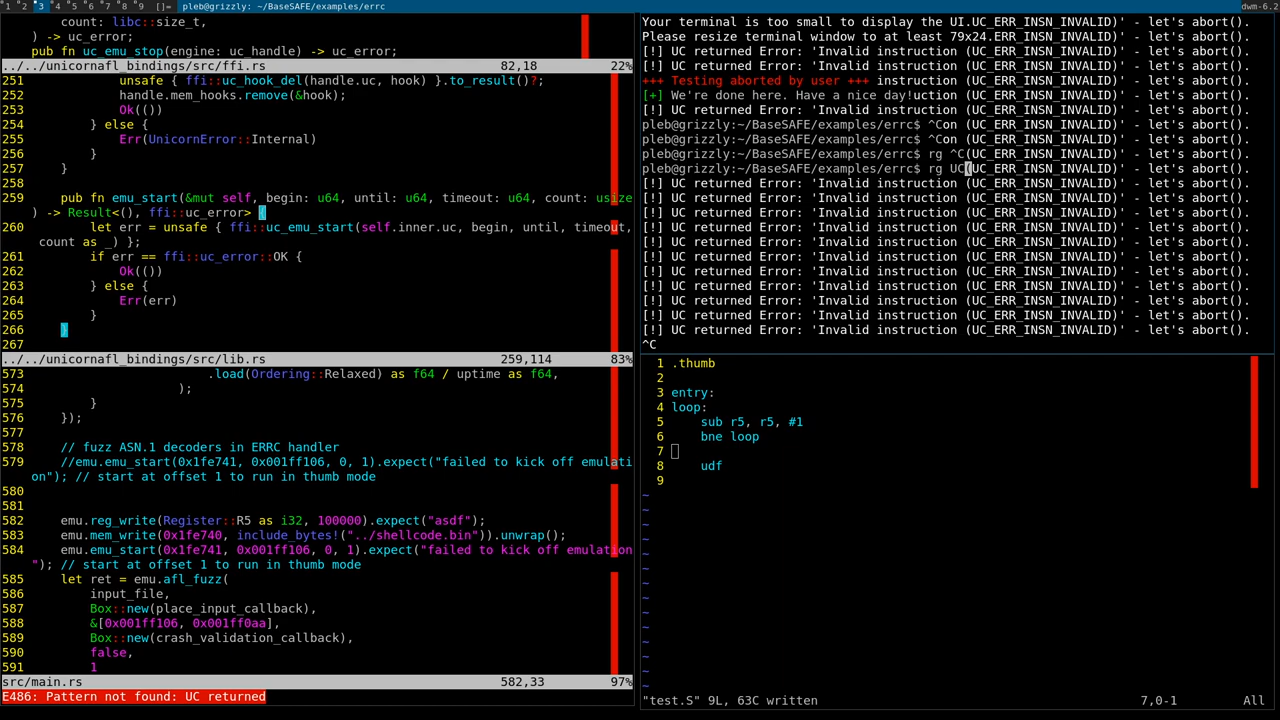 1 2 3 4 5 6 7 8 9 []= pleb@grizzly: ~/BaseSAFE/examples/errc dwm-6.2
count: libc::size_t,
) -> uc_error;
pub fn uc_emu_stop(engine: uc_handle) -> uc_error;
../../unicornafl_bindings/src/ffi.rs 82,18 22%
251 unsafe { ffi::uc_hook_del(handle.uc, hook) }.to_result()?;
252 handle.mem_hooks.remove(&hook);
253 Ok(())
254 } else {
255 Err(UnicornError::Internal)
256 }
257 }
258
259 pub fn emu_start(&mut self, begin: u64, until: u64, timeout: u64, count: usize
) -> Result<(), ffi::uc_error> {
260 let err = unsafe { ffi::uc_emu_start(self.inner.uc, begin, until, timeout,
count as _) };
261 if err == ffi::uc_error::OK {
262 Ok(())
263 } else {
264 Err(err)
265 }
266 }
267
../../unicornafl_bindings/src/lib.rs 259,114 83%
573 .load(Ordering::Relaxed) as f64 / uptime as f64,
574 );
575 }
576 });
577
578 // fuzz ASN.1 decoders in ERRC handler
579 //emu.emu_start(0x1fe741, 0x001ff106, 0, 1).expect("failed to kick off emulati
on"); // start at offset 1 to run in thumb mode
580
581
582 emu.reg_write(Register::R5 as i32, 100000).expect("asdf");
583 emu.mem_write(0x1fe740, include_bytes!("../shellcode.bin")).unwrap();
584 emu.emu_start(0x1fe741, 0x001ff106, 0, 1).expect("failed to kick off emulation
"); // start at offset 1 to run in thumb mode
585 let ret = emu.afl_fuzz(
586 input_file,
587 Box::new(place_input_callback),
588 &[0x001ff106, 0x001ff0aa],
589 Box::new(crash_validation_callback),
590 false,
591 1
src/main.rs 582,33 97%
E486: Pattern not found: UC returned
Your terminal is too small to display the UI.UC_ERR_INSN_INVALID)' - let's abort().
Please resize terminal window to at least 79x24.ERR_INSN_INVALID)' - let's abort().
[!] UC returned Error: 'Invalid instruction (UC_ERR_INSN_INVALID)' - let's abort().
[!] UC returned Error: 'Invalid instruction (UC_ERR_INSN_INVALID)' - let's abort().
+++ Testing aborted by user +++ instruction (UC_ERR_INSN_INVALID)' - let's abort().
[+] We're done here. Have a nice day!uction (UC_ERR_INSN_INVALID)' - let's abort().
[!] UC returned Error: 'Invalid instruction (UC_ERR_INSN_INVALID)' - let's abort().
pleb@grizzly:~/BaseSAFE/examples/errc$ ^Con (UC_ERR_INSN_INVALID)' - let's abort().
pleb@grizzly:~/BaseSAFE/examples/errc$ ^Con (UC_ERR_INSN_INVALID)' - let's abort().
pleb@grizzly:~/BaseSAFE/examples/errc$ rg ^C(UC_ERR_INSN_INVALID)' - let's abort().
pleb@grizzly:~/BaseSAFE/examples/errc$ rg UC(UC_ERR_INSN_INVALID)' - let's abort().
[!] UC returned Error: 'Invalid instruction (UC_ERR_INSN_INVALID)' - let's abort().
[!] UC returned Error: 'Invalid instruction (UC_ERR_INSN_INVALID)' - let's abort().
[!] UC returned Error: 'Invalid instruction (UC_ERR_INSN_INVALID)' - let's abort().
[!] UC returned Error: 'Invalid instruction (UC_ERR_INSN_INVALID)' - let's abort().
[!] UC returned Error: 'Invalid instruction (UC_ERR_INSN_INVALID)' - let's abort().
[!] UC returned Error: 'Invalid instruction (UC_ERR_INSN_INVALID)' - let's abort().
[!] UC returned Error: 'Invalid instruction (UC_ERR_INSN_INVALID)' - let's abort().
[!] UC returned Error: 'Invalid instruction (UC_ERR_INSN_INVALID)' - let's abort().
[!] UC returned Error: 'Invalid instruction (UC_ERR_INSN_INVALID)' - let's abort().
[!] UC returned Error: 'Invalid instruction (UC_ERR_INSN_INVALID)' - let's abort().
[!] UC returned Error: 'Invalid instruction (UC_ERR_INSN_INVALID)' - let's abort().
^C
1 .thumb
2
3 entry:
4 loop:
5 sub r5, r5, #1
6 bne loop
7
8 udf
9
~
~
~
~
~
~
~
~
~
~
~
~
~
~
"test.S" 9L, 63C written 7,0-1 All